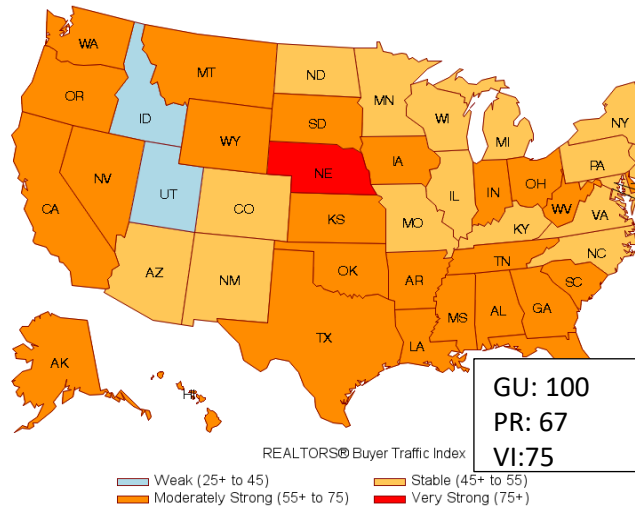 WA
MT
ND
MN
OR
ID
SD
WI
MI
NY
WY
NE
IA
PA
NV
UT
CO
IL
IN
OH
WV
VA
CA
KS
MO
KY
NC
AZ
NM
OK
AR
TN
SC
TX
LA
MS
AL
GA
AK
HI
GU: 100
PR: 67
VI:75
REALTORS® Buyer Traffic Index
Weak (25+ to 45)
Stable (45+ to 55)
Moderately Strong (55+ to 75)
Very Strong (75+)